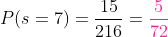 P(s = 7) = 15/216 = 5/72